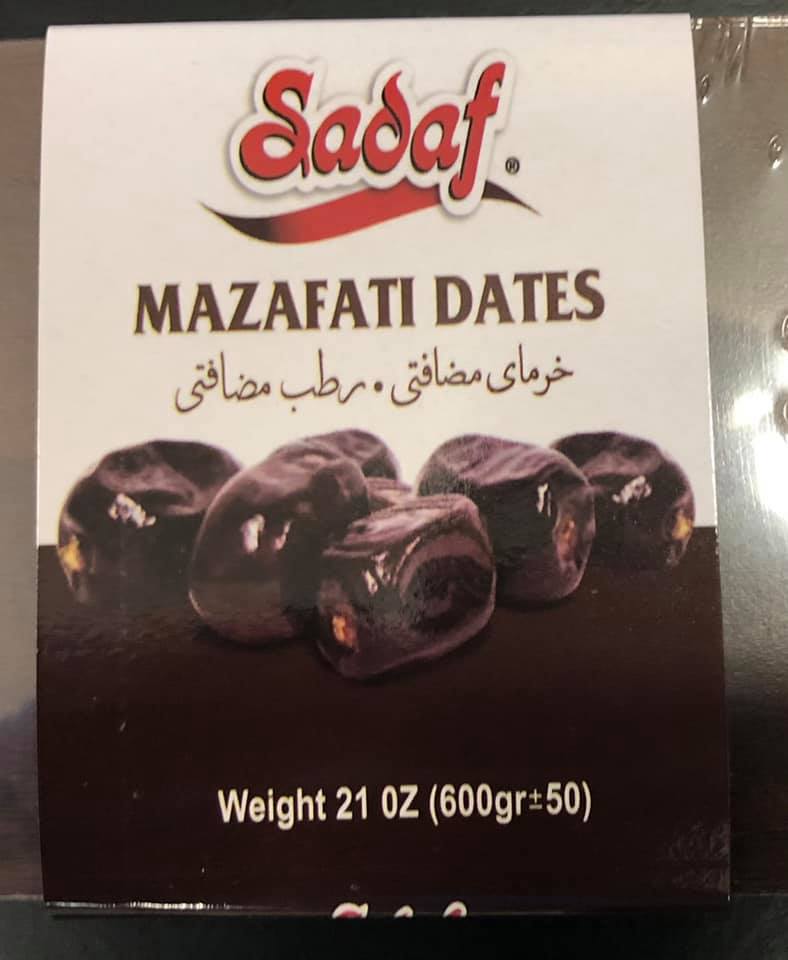 Sadaf®
MAZAFATI DATES
خرمای مضافتی • رطب مضافتی
Weight 21 OZ (600gr±50)